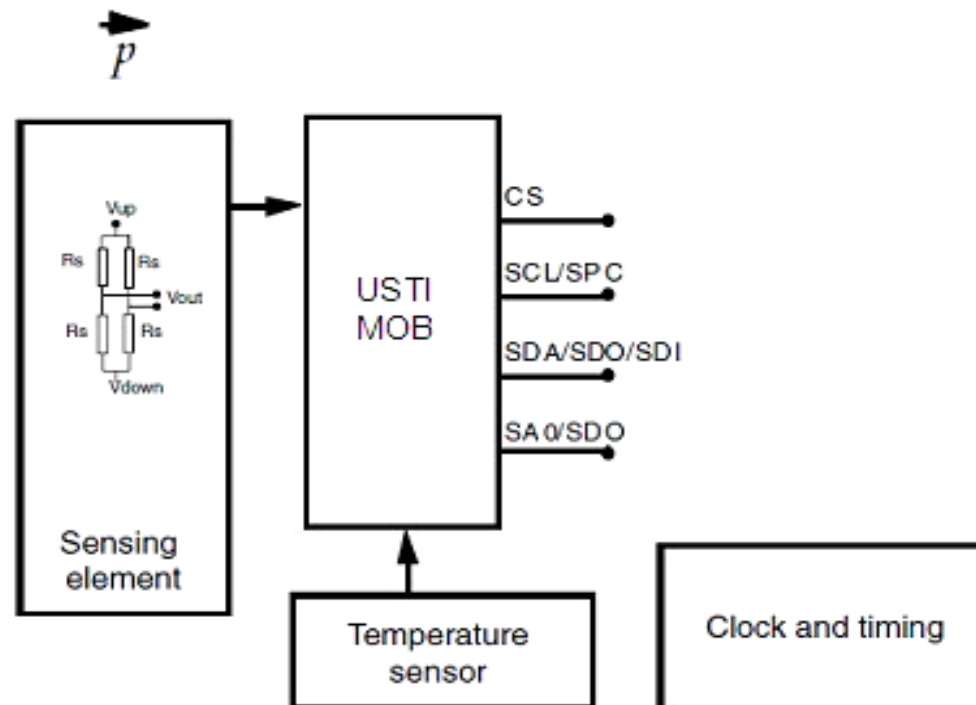 p
Vup
Rs Rs
Vout
Rs Rs
Vdown
Sensing
element
USTI
MOB
CS
SCL/SPC
SDA/SDO/SDI
SA0/SDO
Temperature
sensor
Clock and timing